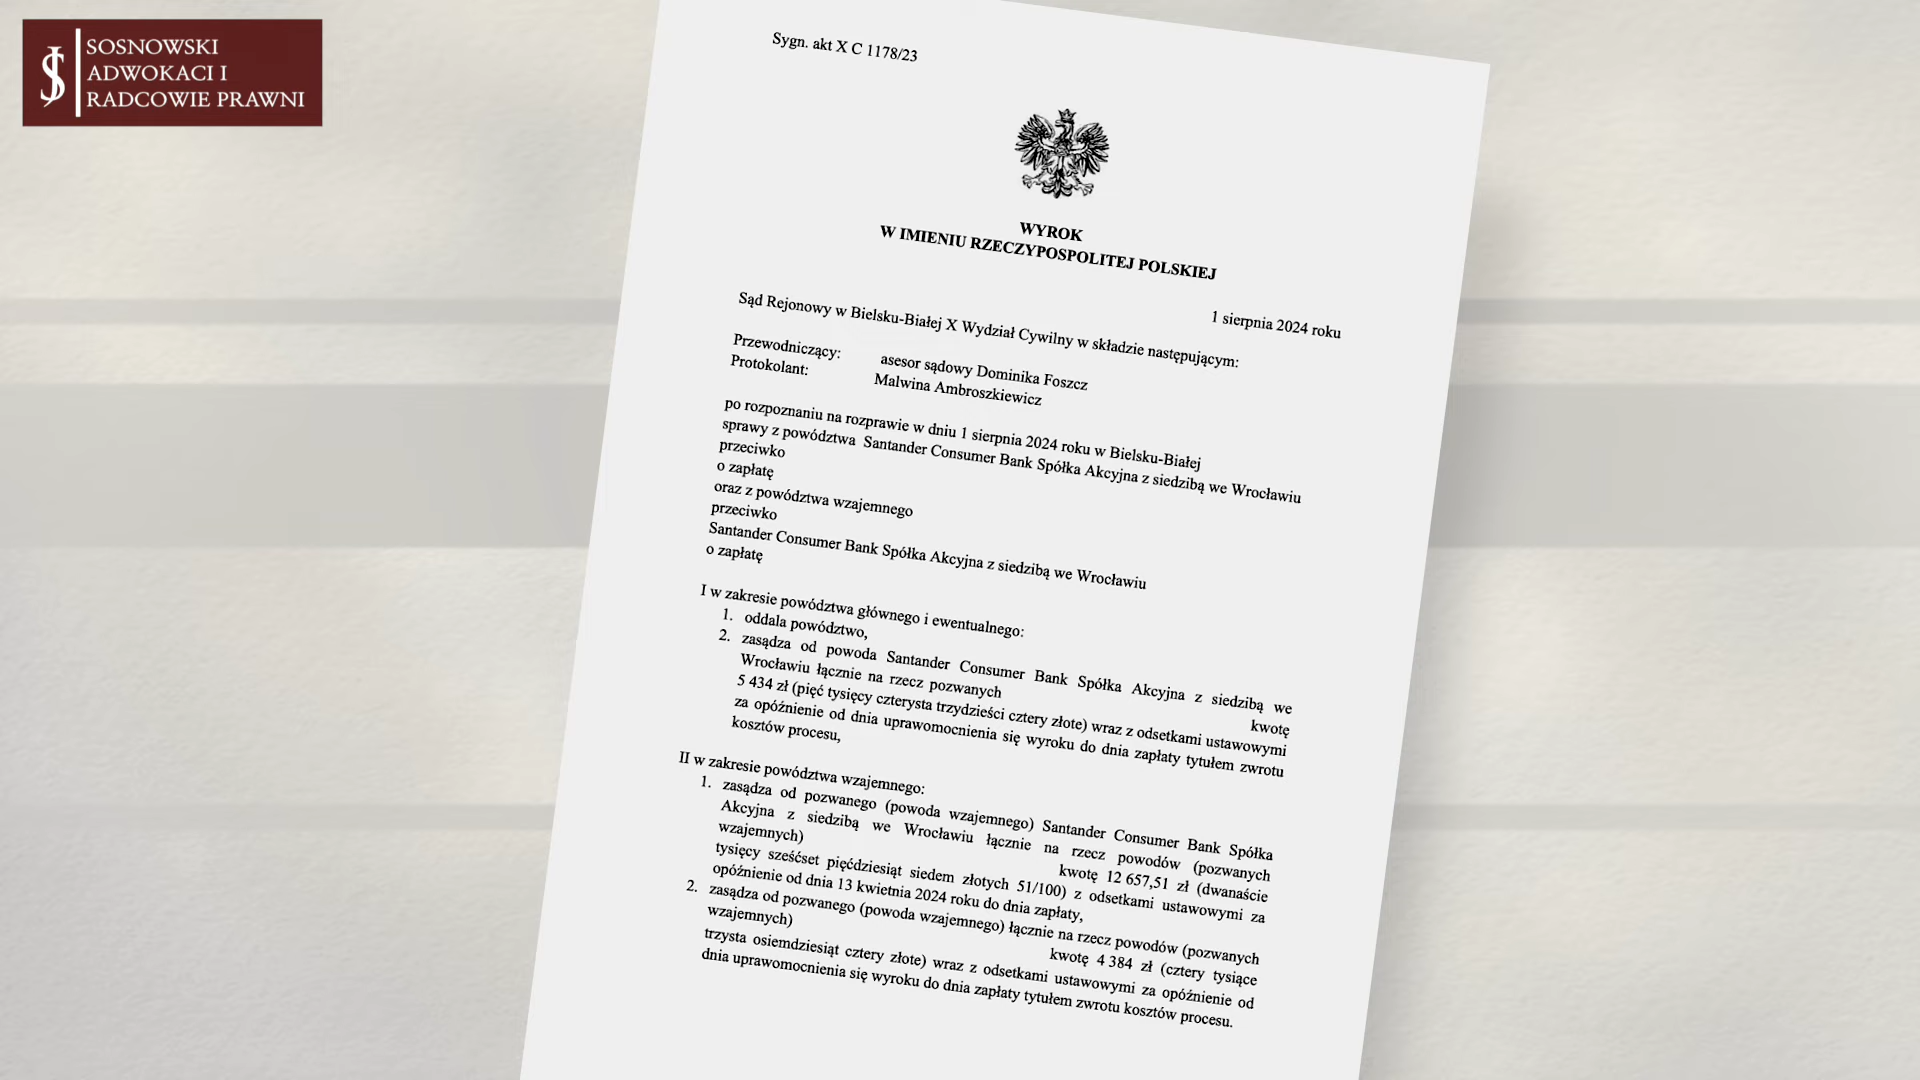 SOSNOWSKI
ADWOKACI I
RADCOWIE PRAWNI
Sygn. akt X C 1178/23
WYROK
W IMIENIU RZECZYPOSPOLITEJ POLSKIEJ
1 sierpnia 2024 roku
Sąd Rejonowy w Bielsku-Białej X Wydział Cywilny w składzie następującym:
Przewodniczący: asesor sądowy Dominika Foszcz
Protokolant: Malwina Ambroszkiewicz
po rozpoznaniu na rozprawie w dniu 1 sierpnia 2024 roku w Bielsku-Białej
sprawy z powództwa Santander Consumer Bank Spółka Akcyjna z siedzibą we Wrocławiu
przeciwko
o zapłatę
oraz z powództwa wzajemnego
przeciwko
Santander Consumer Bank Spółka Akcyjna z siedzibą we Wrocławiu
o zapłatę
I w zakresie powództwa głównego i ewentualnego:
1. oddala powództwo,
2. zasądza od powoda Santander Consumer Bank Spółka Akcyjna z siedzibą we
Wrocławiu łącznie na rzecz pozwanych kwotę
5 434 zł (pięć tysięcy czterysta trzydzieści cztery złote) wraz z odsetkami ustawowymi
za opóźnienie od dnia uprawomocnienia się wyroku do dnia zapłaty tytułem zwrotu
kosztów procesu,
II w zakresie powództwa wzajemnego:
1. zasądza od pozwanego (powoda wzajemnego) Santander Consumer Bank Spółka
Akcyjna z siedzibą we Wrocławiu łącznie na rzecz powodów (pozwanych
wzajemnych) kwotę 12 657,51 zł (dwanaście
tysięcy sześćset pięćdziesiąt siedem złotych 51/100) z odsetkami ustawowymi za
opóźnienie od dnia 13 kwietnia 2024 roku do dnia zapłaty,
2. zasądza od pozwanego (powoda wzajemnego) łącznie na rzecz powodów (pozwanych
wzajemnych) kwotę 4 384 zł (cztery tysiące
trzysta osiemdziesiąt cztery złote) wraz z odsetkami ustawowymi za opóźnienie od
dnia uprawomocnienia się wyroku do dnia zapłaty tytułem zwrotu kosztów procesu.